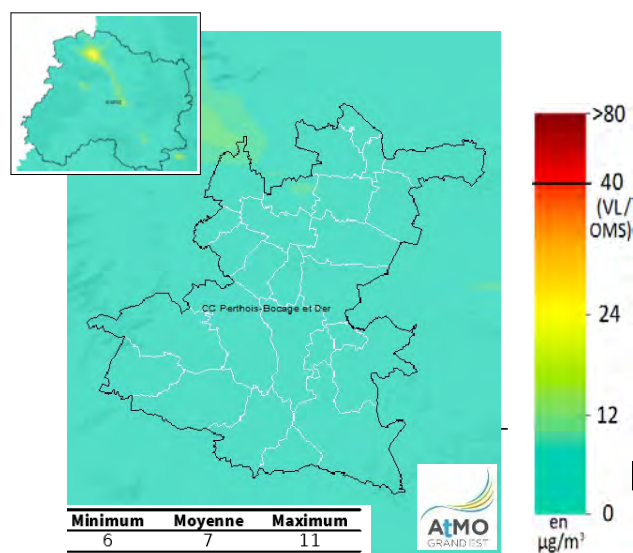 >80
40
(VL/
OMS)
24
12
0
en
µg/m³
CC Perthois-Bocage et Der
Minimum Moyenne Maximum
6 7 11
AtMO
GRAND EST